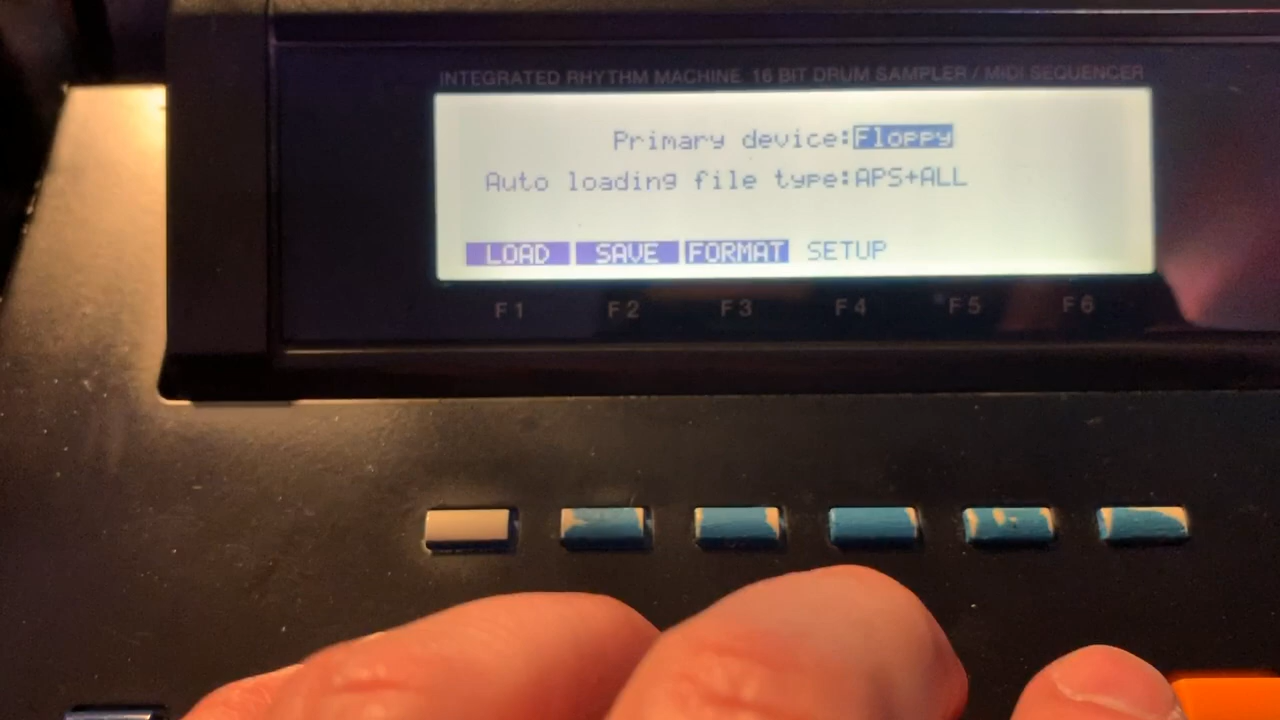 INTEGRATED RHYTHM MACHINE 16 BIT DRUM SAMPLER / MIDI SEQUENCER
Primary device:Floppy
Auto loading file type:APS+ALL
LOAD SAVE FORMAT SETUP
F1 F2 F3 F4 F5 F6